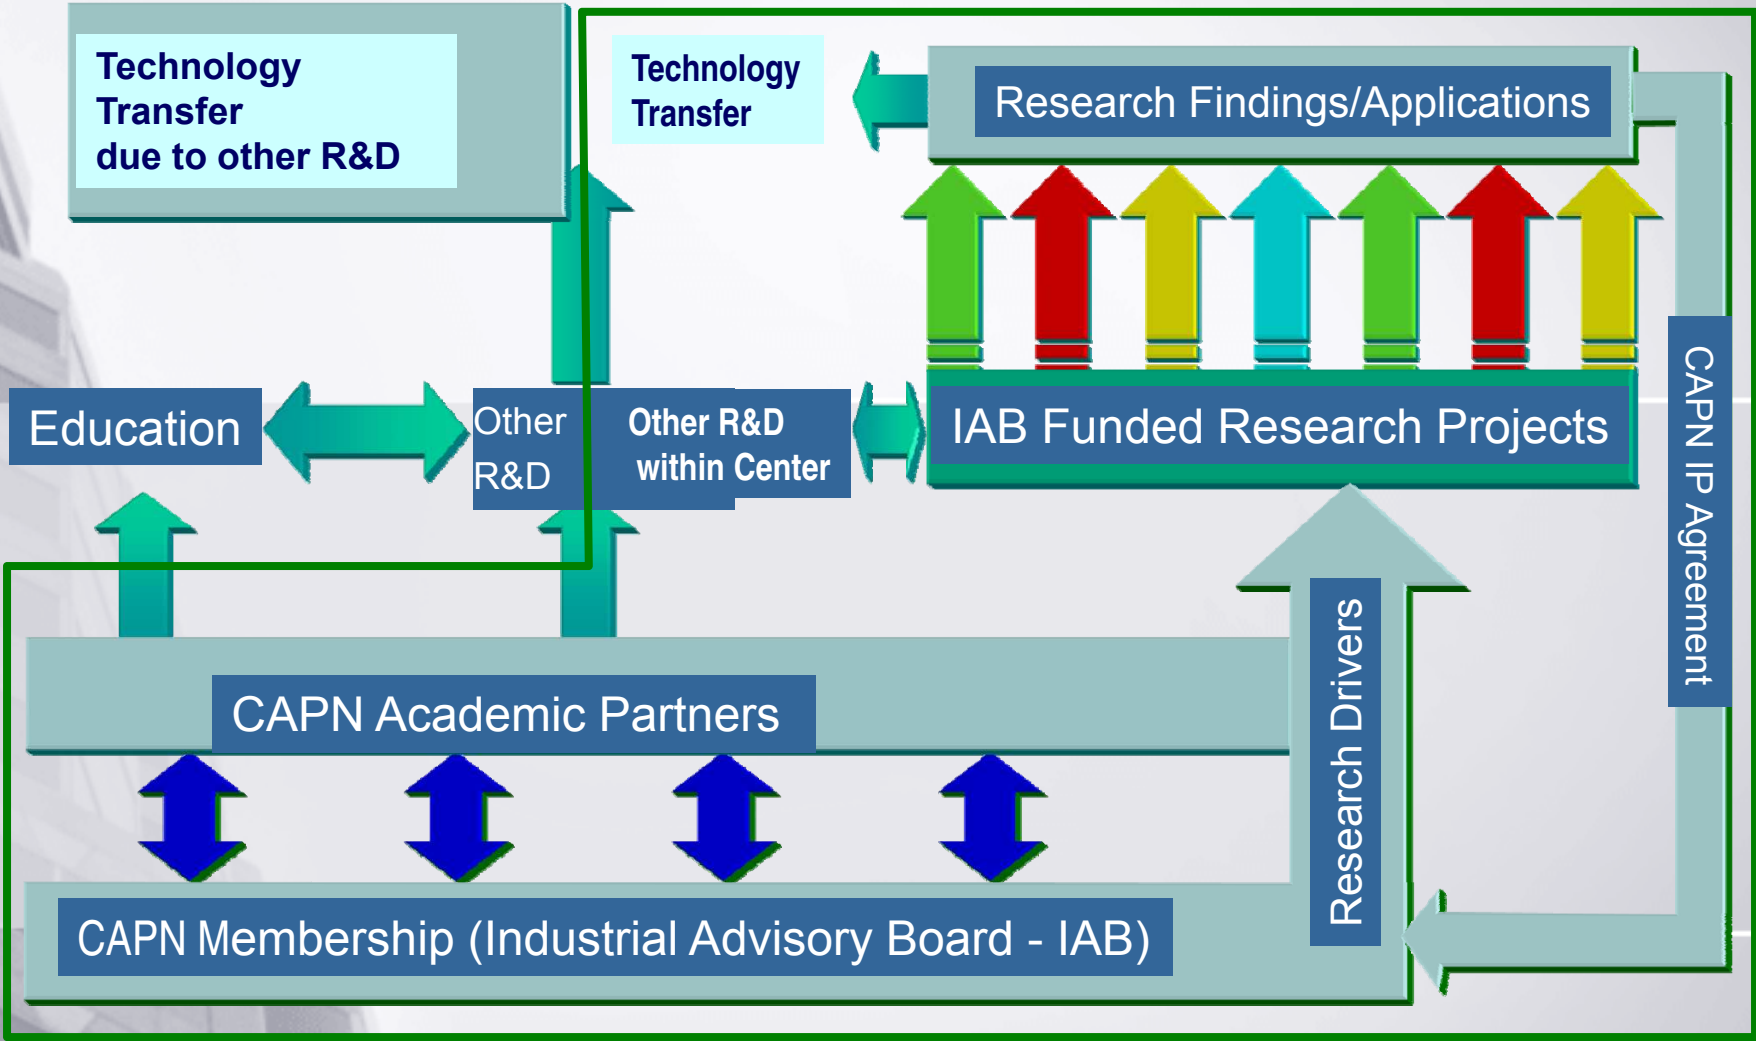 Technology
Transfer
due to other R&D
Technology
Transfer
Research Findings/Applications
Education
Other
R&D
Other R&D
within Center
IAB Funded Research Projects
CAPN IP Agreement
Research Drivers
CAPN Academic Partners
CAPN Membership (Industrial Advisory Board - IAB)